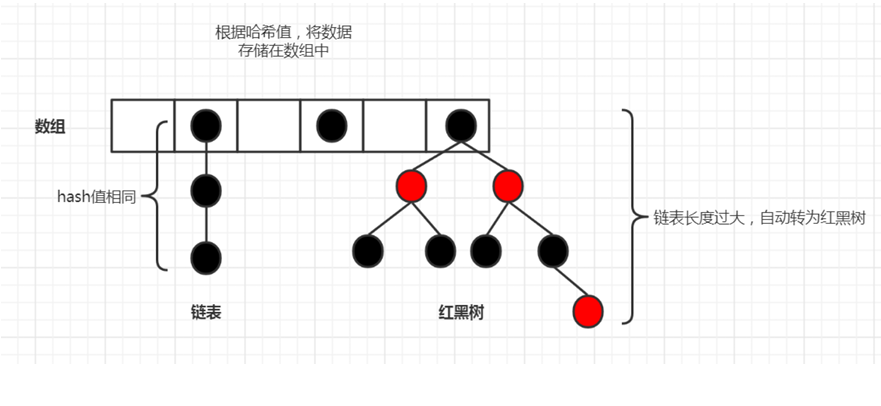 根据哈希值，将数据
存储在数组中
数组
hash值相同
链表长度过大，自动转为红黑树
链表
红黑树